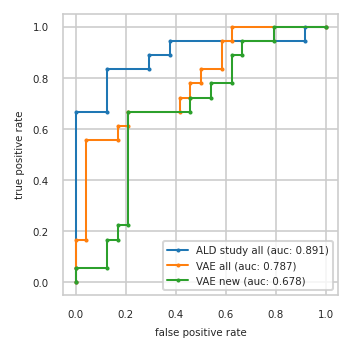 true positive rate
1.0
0.8
0.6
0.4
0.2
0.0
ALD study all (auc: 0.891)
VAE all (auc: 0.787)
VAE new (auc: 0.678)
0.0 0.2 0.4 0.6 0.8 1.0
false positive rate